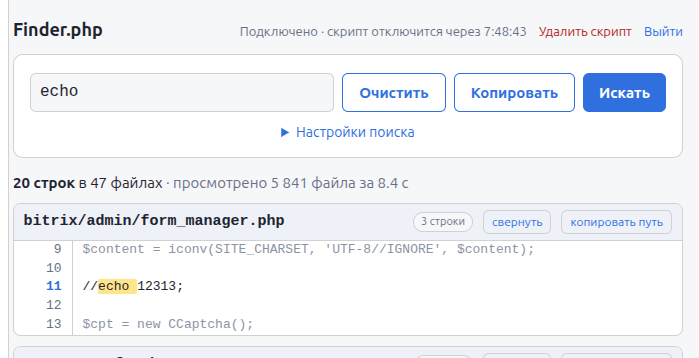 Finder.php
Подключено · скрипт отключится через 7:48:43 Удалить скрипт Выйти
echo Очистить Копировать Искать
▶ Настройки поиска
20 строк в 47 файлах · просмотрено 5 841 файла за 8.4 с
bitrix/admin/form_manager.php 3 строки свернуть копировать путь
9 $content = iconv(SITE_CHARSET, 'UTF-8//IGNORE', $content);
10
11 //echo 12313;
12
13 $cpt = new CCaptcha();